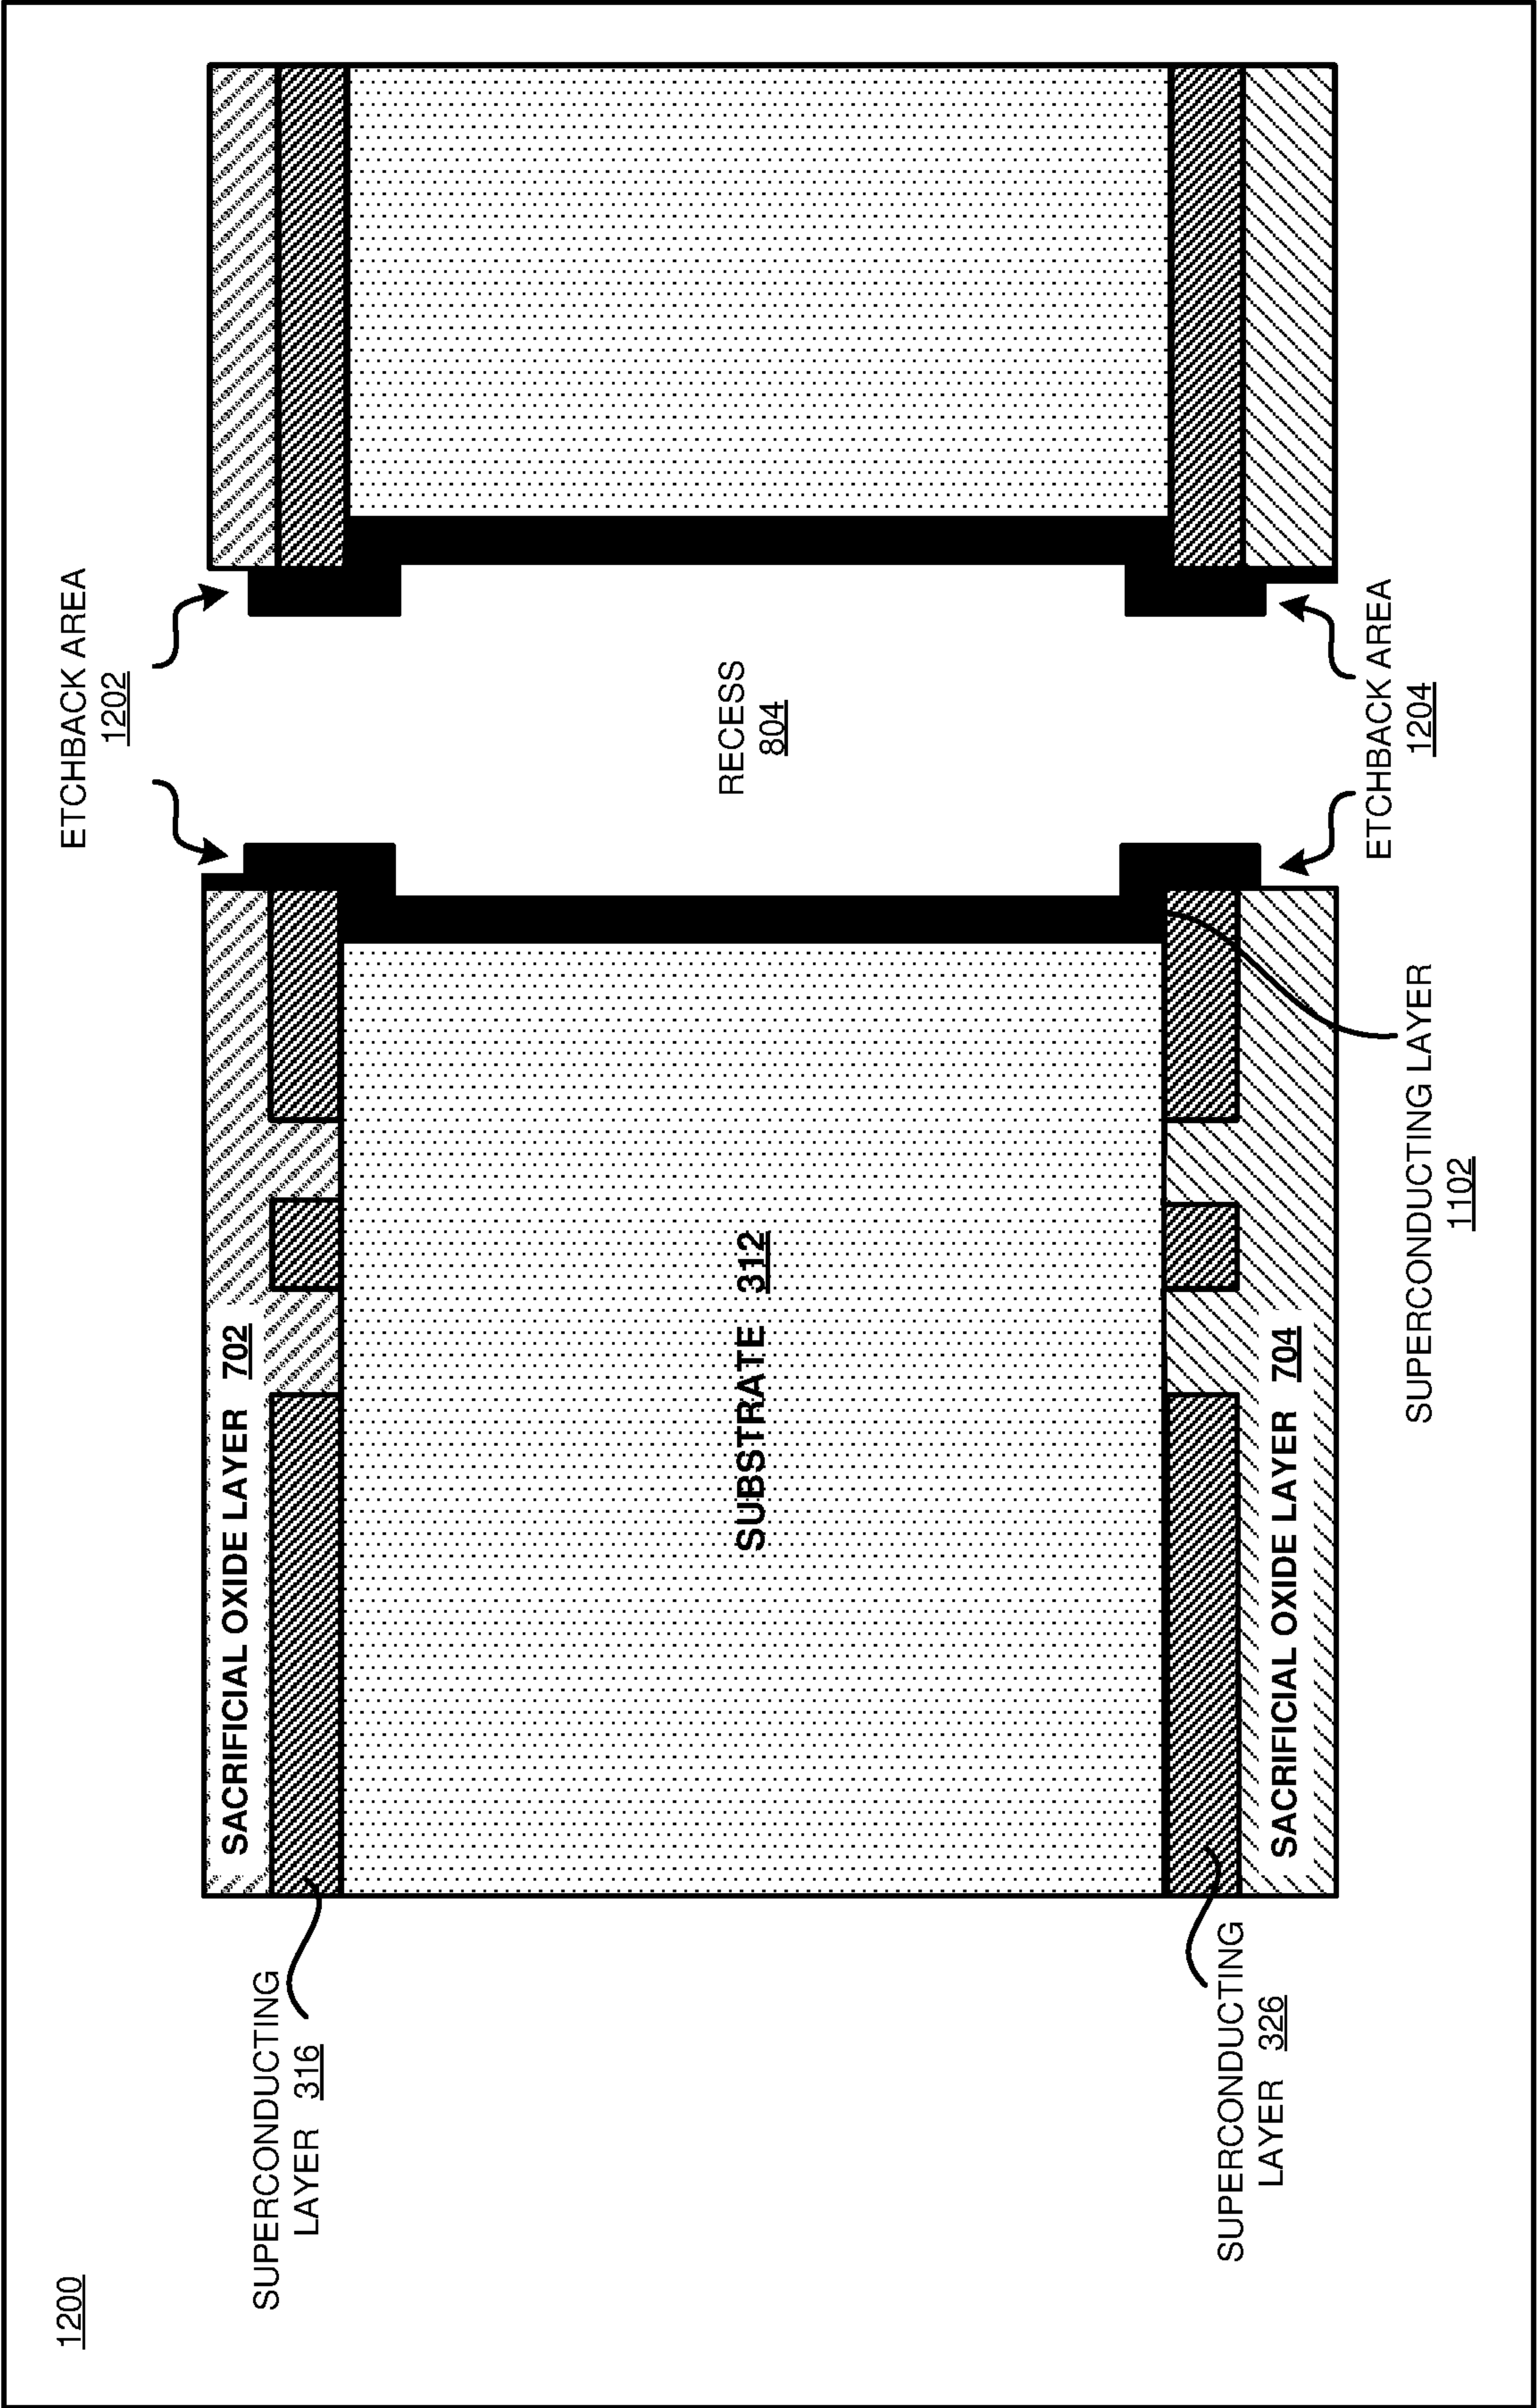 1200
ETCHBACK AREA
1202
SUPERCONDUCTING
LAYER 316
SACRIFICIAL OXIDE LAYER 702
SUBSTRATE 312
RECESS
804
SUPERCONDUCTING
LAYER 326
SACRIFICIAL OXIDE LAYER 704
ETCHBACK AREA
1204
SUPERCONDUCTING LAYER
1102